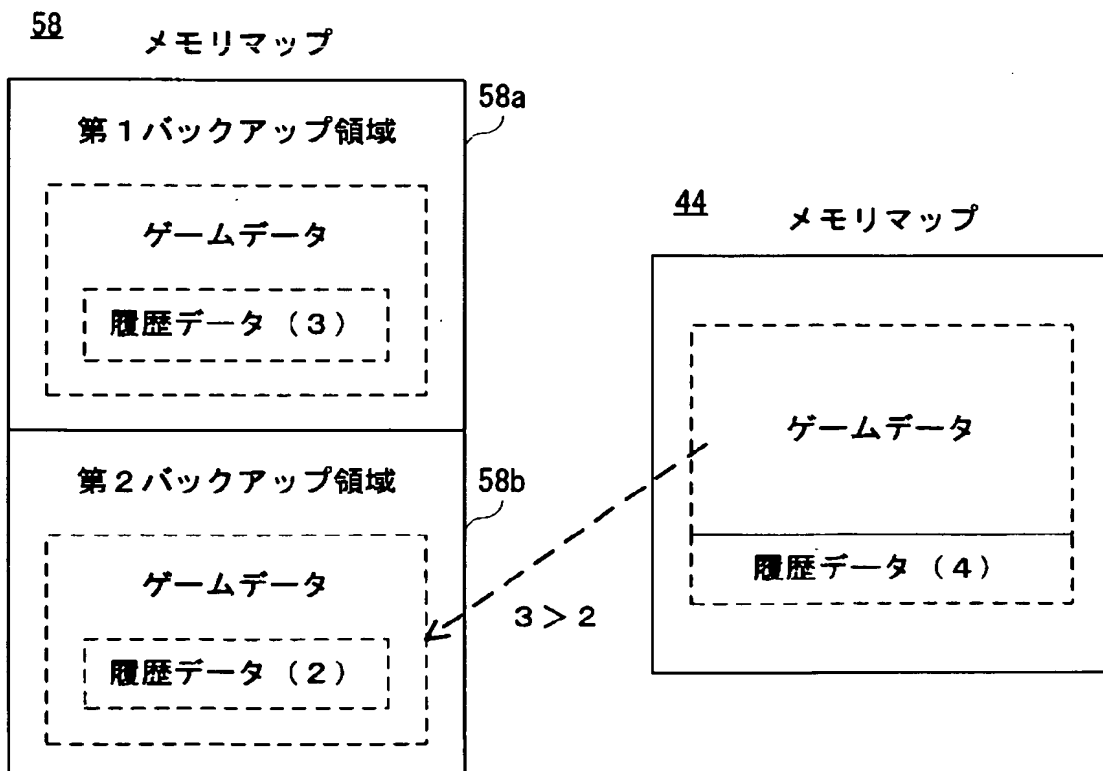 58
メモリマップ
58a
第１バックアップ領域
ゲームデータ
履歴データ（３）
第２バックアップ領域
58b
ゲームデータ
履歴データ（２）
44
メモリマップ
ゲームデータ
履歴データ（４）
３＞２